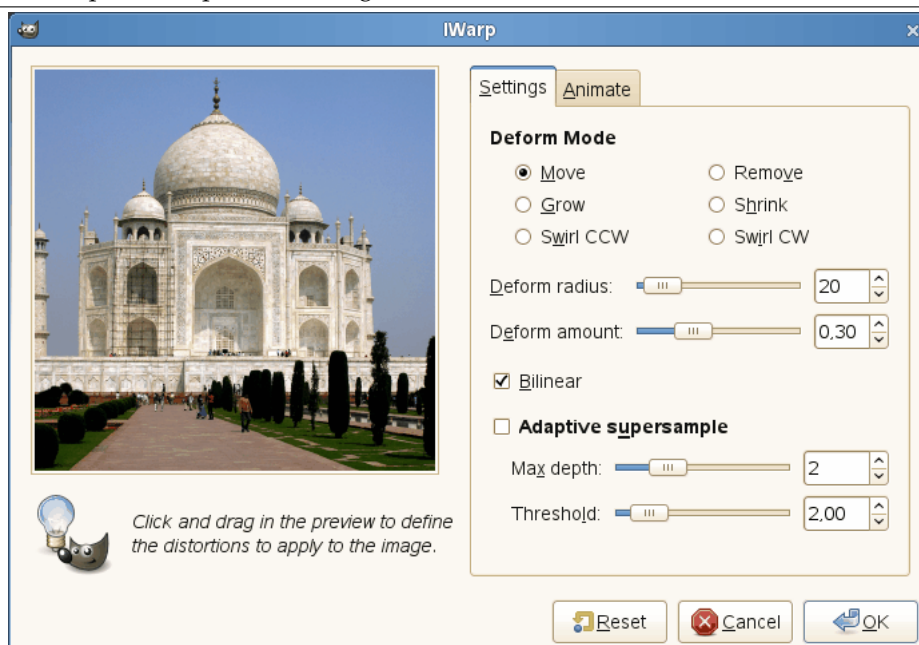 IWarp
Settings
Animate
Deform Mode
Move
Remove
Grow
Shrink
Swirl CCW
Swirl CW
Deform radius:
20
Deform amount:
0,30
Bilinear
Adaptive supersample
Max depth:
2
Threshold:
2,00
Click and drag in the preview to define
the distortions to apply to the image.
Reset
Cancel
OK